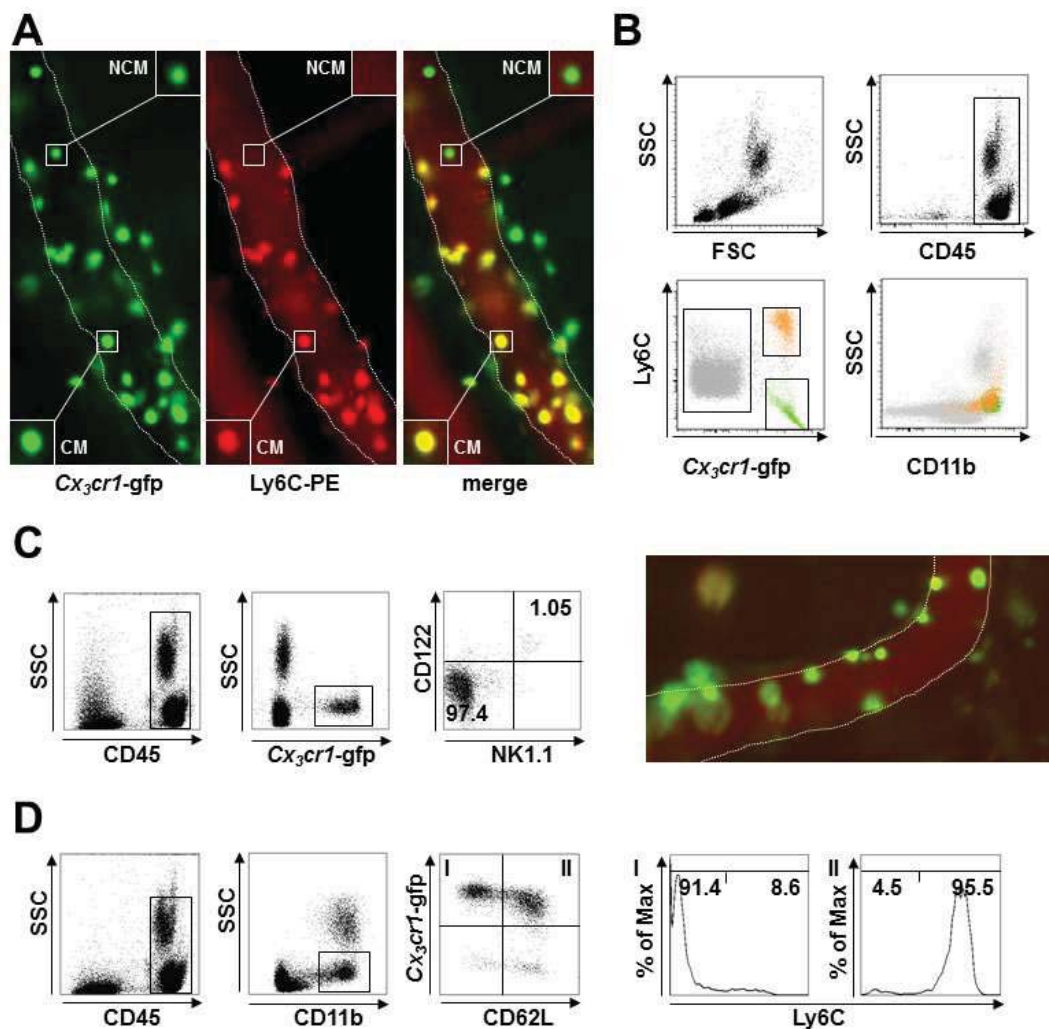 A
NCM
NCM
CM
CM
CM
Cx₃cr1-gfp
Ly6C-PE
merge
B
SSC
FSC
SSC
CD45
Ly6C
Cx₃cr1-gfp
SSC
CD11b
C
SSC
CD45
SSC
Cx₃cr1-gfp
CD122
1.05
97.4
NK1.1
D
SSC
CD45
SSC
CD11b
Cx₃cr1-gfp
I
II
CD62L
I
% of Max
91.4
8.6
II
% of Max
4.5
95.5
Ly6C